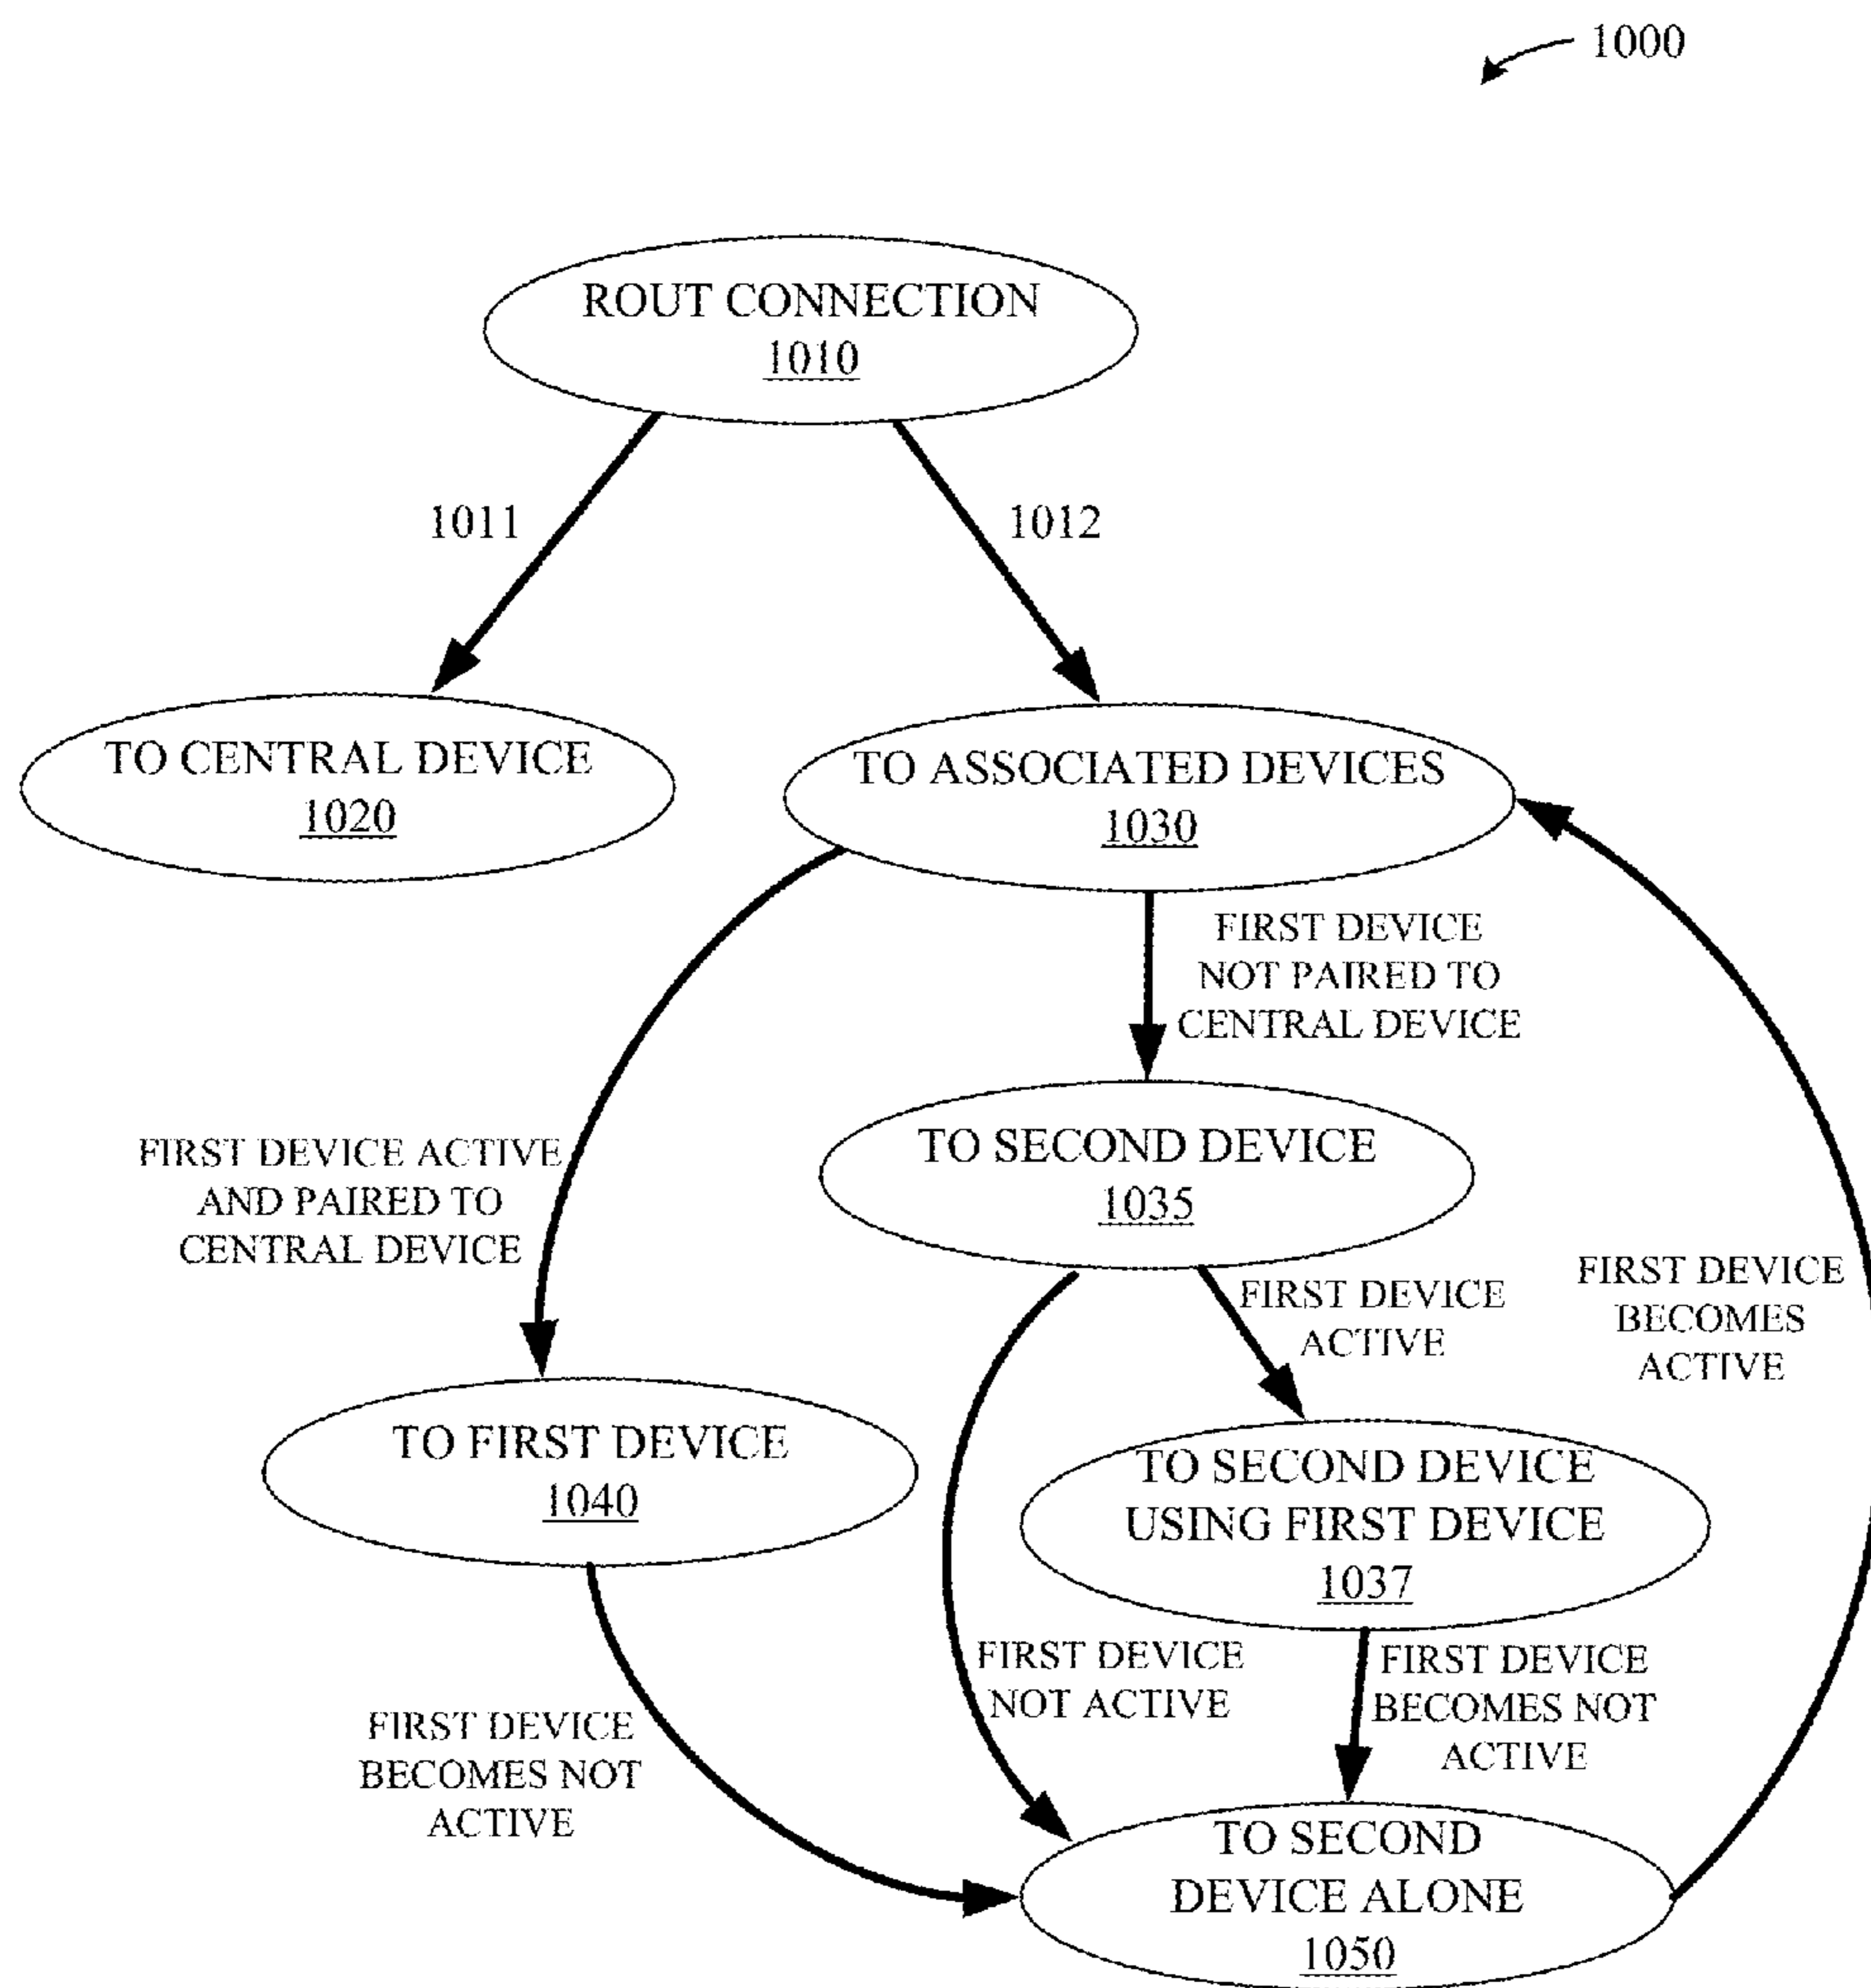 1000
ROUT CONNECTION
1010
1011
1012
TO CENTRAL DEVICE
1020
TO ASSOCIATED DEVICES
1030
FIRST DEVICE
NOT PAIRED TO
CENTRAL DEVICE
FIRST DEVICE ACTIVE
AND PAIRED TO
CENTRAL DEVICE
TO SECOND DEVICE
1035
FIRST DEVICE
ACTIVE
FIRST DEVICE
BECOMES
ACTIVE
TO FIRST DEVICE
1040
TO SECOND DEVICE
USING FIRST DEVICE
1037
FIRST DEVICE
NOT ACTIVE
FIRST DEVICE
BECOMES NOT
ACTIVE
FIRST DEVICE
BECOMES NOT
ACTIVE
TO SECOND
DEVICE ALONE
1050